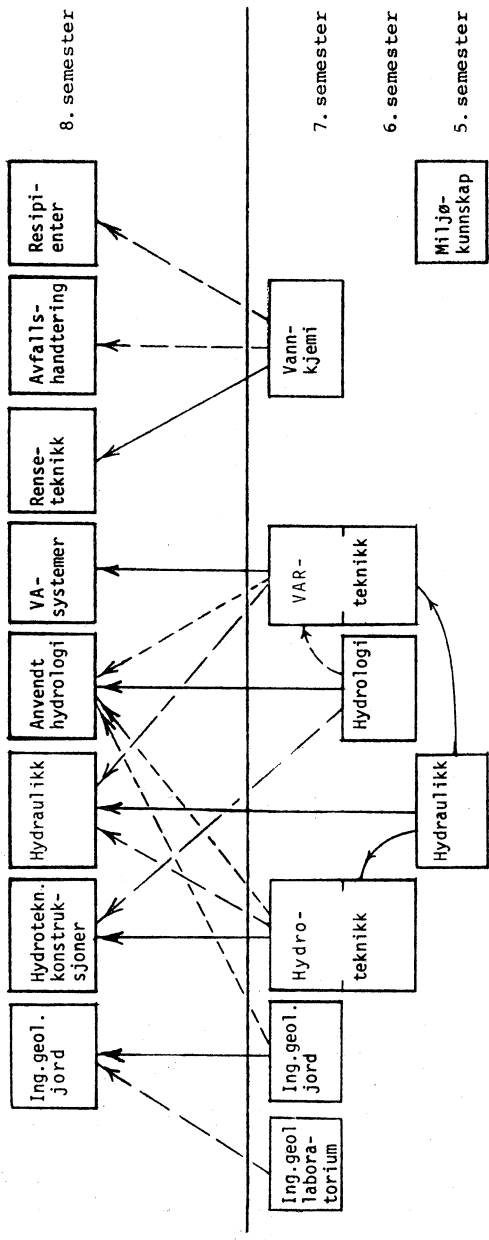 Ing.geol.
jord
Hydrotekn.
konstruk-
sjoner
Hydraulikk
Anvendt
hydrologi
VA-
systemer
Rense-
teknikk
Avfalls-
handtering
Resipi-
enter
8. semester
Ing.geol
labora-
torium
Ing.geol.
jord
Hydro-
teknikk
Hydrologi
VAR-
teknikk
Vann-
kjemi
7. semester
6. semester
Hydraulikk
Miljø-
kunnskap
5. semester